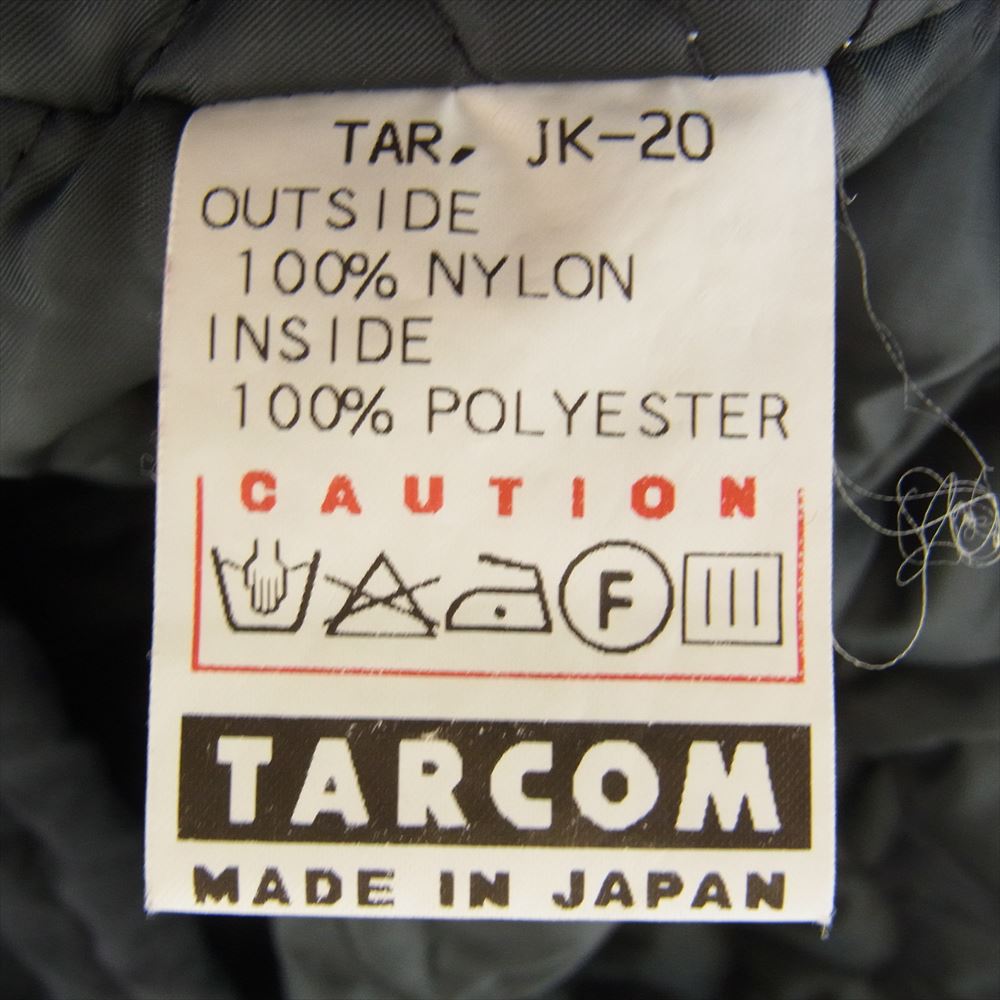 TAR. JK-20
OUTSIDE
100% NYLON
INSIDE
100% POLYESTER
CAUTION
F
TARCOM
MADE IN JAPAN